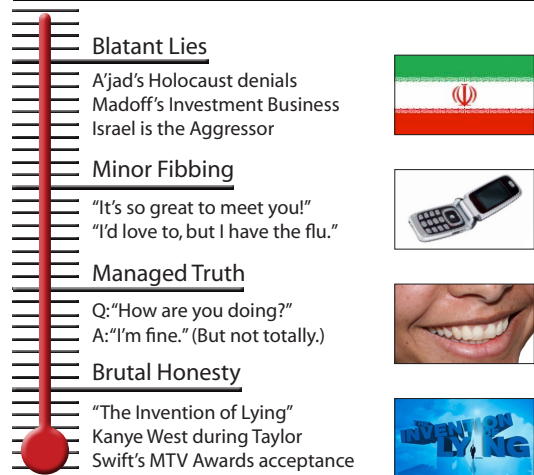 Blatant Lies
A'jad's Holocaust denials
Madoff's Investment Business
Israel is the Aggressor
Minor Fibbing
"It's so great to meet you!"
"I'd love to, but I have the flu."
Managed Truth
Q:"How are you doing?"
A:"I'm fine." (But not totally.)
Brutal Honesty
"The Invention of Lying"
Kanye West during Taylor
Swift's MTV Awards acceptance
THE INVENTION OF LYING